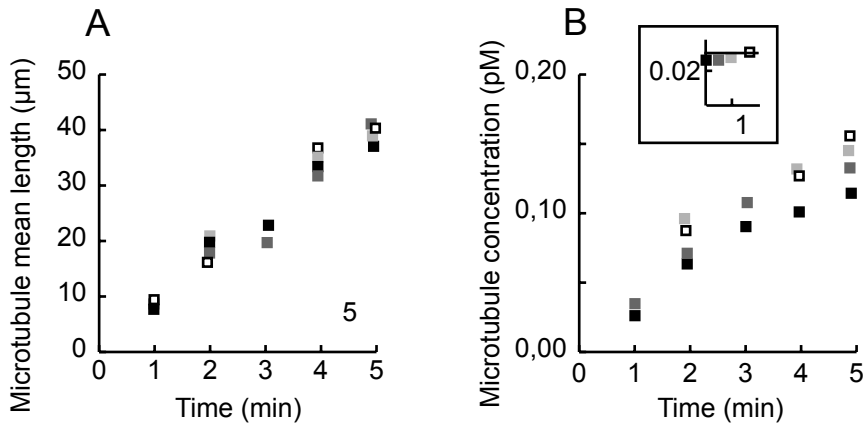 A
Microtubule mean length (µm)
50
40
30
20
10
0
5
0 1 2 3 4 5
Time (min)
B
Microtubule concentration (pM)
0,20
0,10
0,00
0.02
1
0 1 2 3 4 5
Time (min)